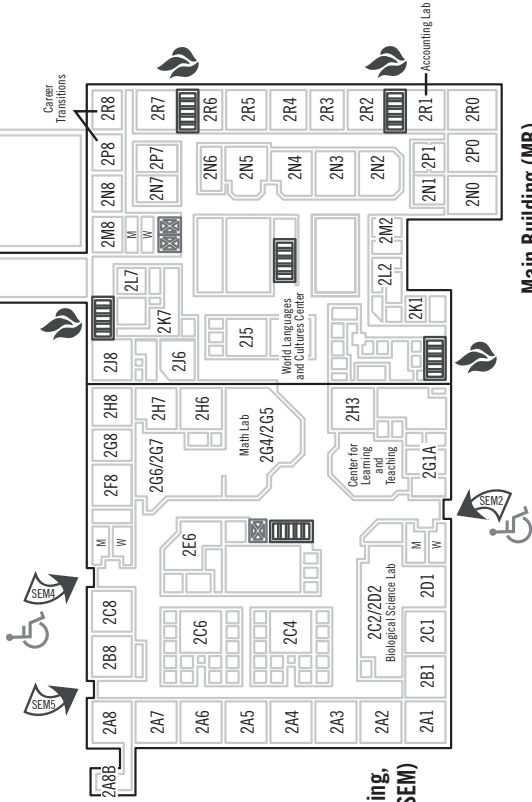 Career
Transitions
Accounting Lab
2R8
2R7
2R6
2R5
2R4
2R3
2R2
2R1
2R0
2P8
2P7
2P1
2P0
2N8
2N7
2N6
2N5
2N4
2N3
2N2
2N1
2N0
2M8
M
W
2M2
2L7
2L2
2K7
2K1
2J8
2J6
2J5
World Languages
and Cultures Center
2H8
2H7
2H6
2H3
2G8
2G6/2G7
Math Lab
2G4/2G5
Center for
Learning
and
Teaching
2G1A
2F8
M
W
2E6
M
W
SEM2
SEM4
SEM5
2C8
2C6
2C4
2C2/2D2
Biological Science Lab
2D1
2C1
2B8
2B1
2A8
2A7
2A6
2A5
2A4
2A3
2A2
2A1
2A8B
Main Building (MB)
ing,
SEM)